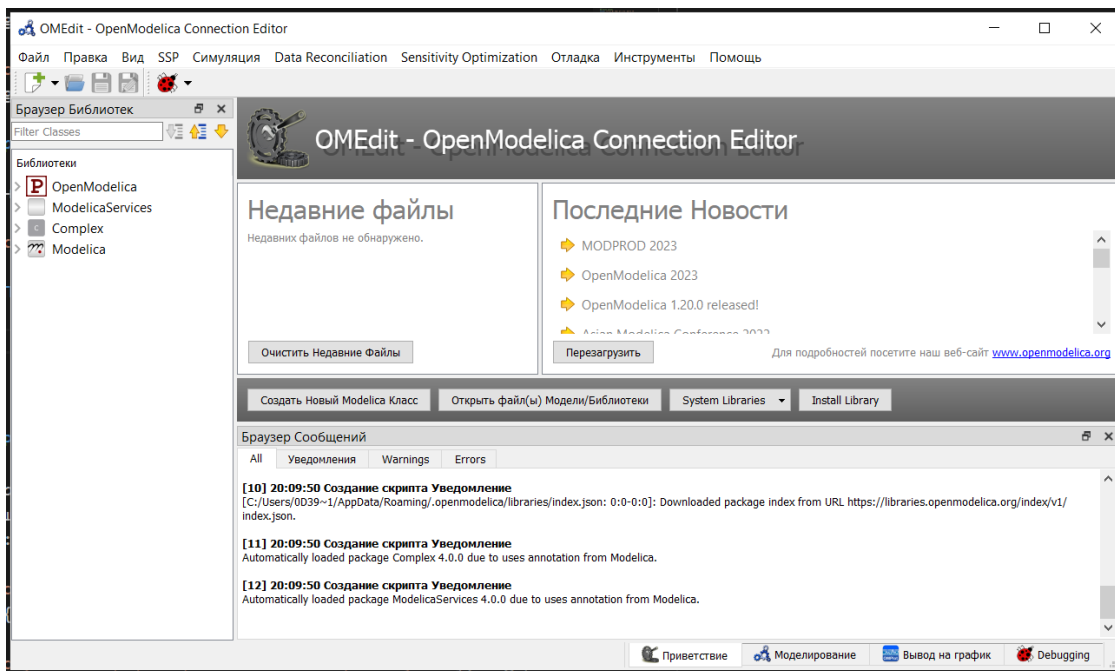 OMEdit - OpenModelica Connection Editor
Файл Правка Вид SSP Симуляция Data Reconciliation Sensitivity Optimization Отладка Инструменты Помощь
Браузер Библиотек
Filter Classes
Библиотеки
P OpenModelica
ModelicaServices
C Complex
Modelica
OMEdit - OpenModelica Connection Editor
Недавние файлы
Недавних файлов не обнаружено.
Очистить Недавние Файлы
Последние Новости
MODPROD 2023
OpenModelica 2023
OpenModelica 1.20.0 released!
Asian Modelica Conference 2022
Перезагрузить
Для подробностей посетите наш веб-сайт www.openmodelica.org
Создать Новый Modelica Класс
Открыть файл(ы) Модели/Библиотеки
System Libraries
Install Library
Браузер Сообщений
All Уведомления Warnings Errors
[10] 20:09:50 Создание скрипта Уведомление
[C:/Users/0D39~1/AppData/Roaming/.openmodelica/libraries/index.json: 0:0-0:0]: Downloaded package index from URL https://libraries.openmodelica.org/index/v1/
index.json.
[11] 20:09:50 Создание скрипта Уведомление
Automatically loaded package Complex 4.0.0 due to uses annotation from Modelica.
[12] 20:09:50 Создание скрипта Уведомление
Automatically loaded package ModelicaServices 4.0.0 due to uses annotation from Modelica.
Приветствие Моделирование Вывод на график Debugging